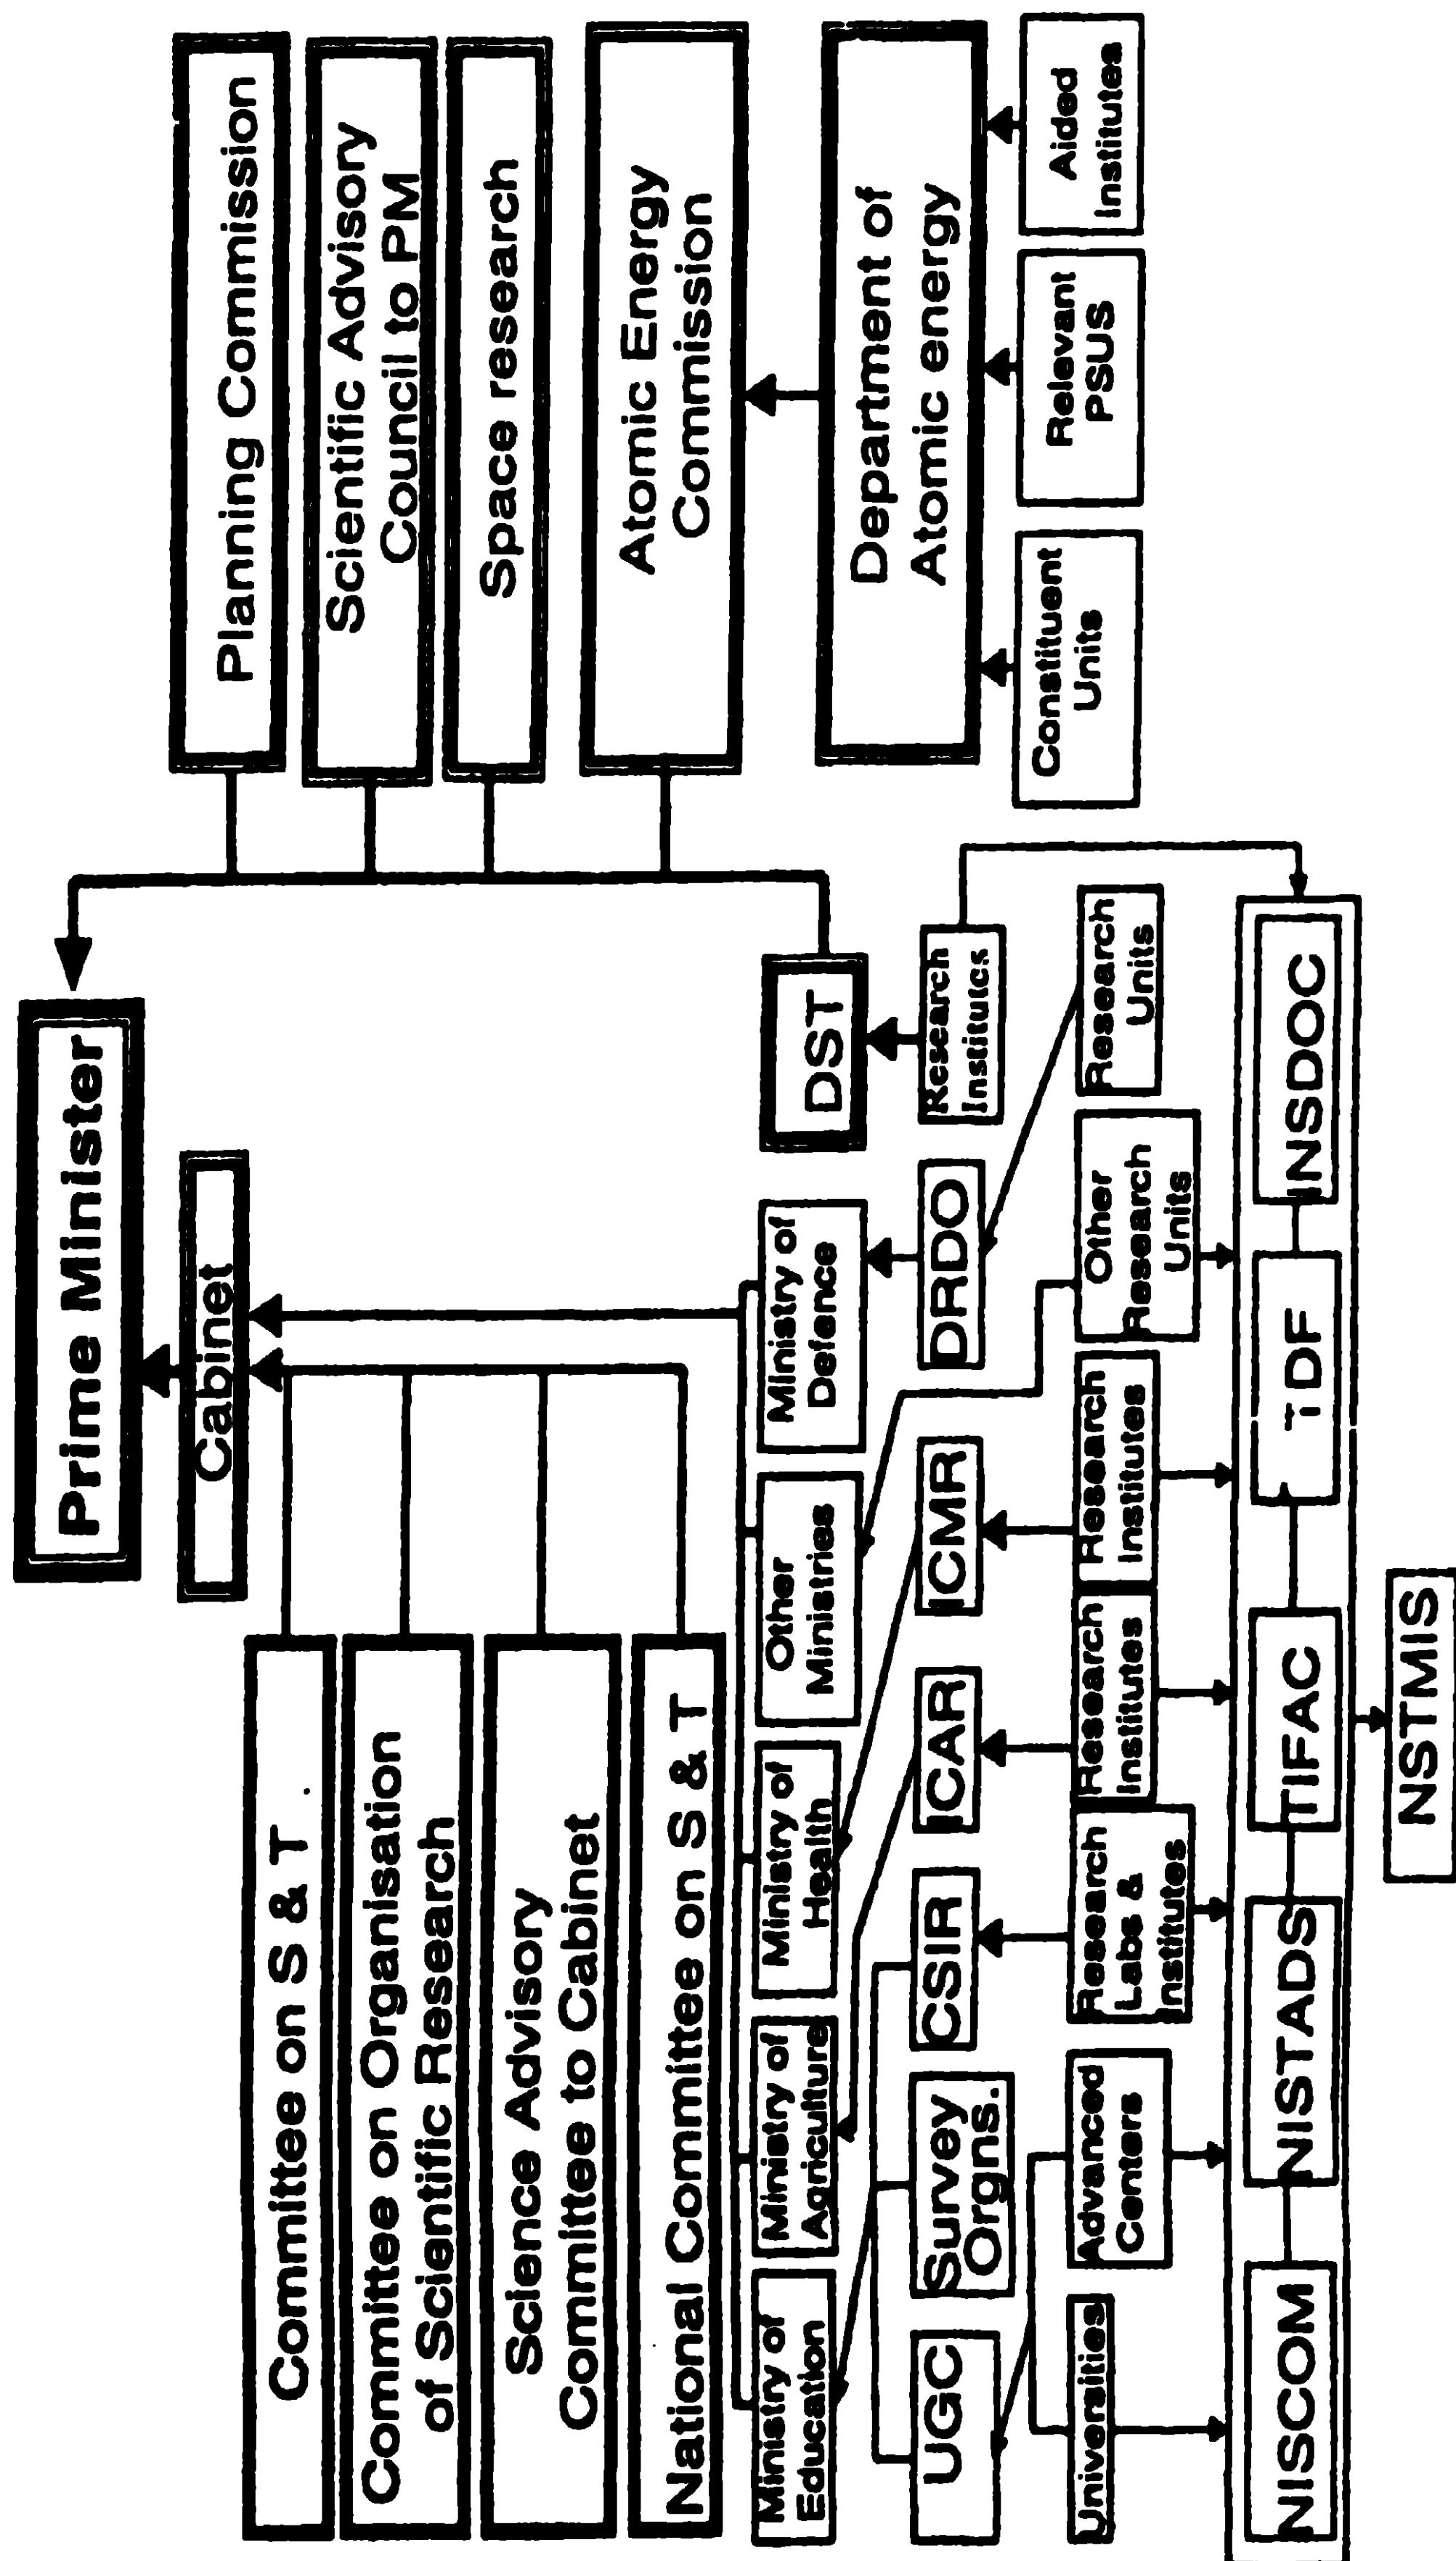 Prime Minister
Cabinet
Planning Commission
Scientific Advisory
Council to PM
Space research
Atomic Energy
Commission
Department of
Atomic energy
Constituent
Units
Relevant
PSUS
Aided
Institutes
Committee on S & T
Committee on Organisation
of Scientific Research
Science Advisory
Committee to Cabinet
National Committee on S & T
Ministry of
Education
Ministry of
Agriculture
Ministry of
Health
Other
Ministries
Ministry of
Defence
DST
UGC
Survey
Orgns.
CSIR
ICAR
ICMR
DRDO
Research
Institutes
Universities
Advanced
Centers
Research
Labs &
Institutes
Research
Institutes
Research
Institutes
Other
Research
Units
Research
Units
NISCOM
NISTADS
TIFAC
TDF
INSDOC
NSTMIS